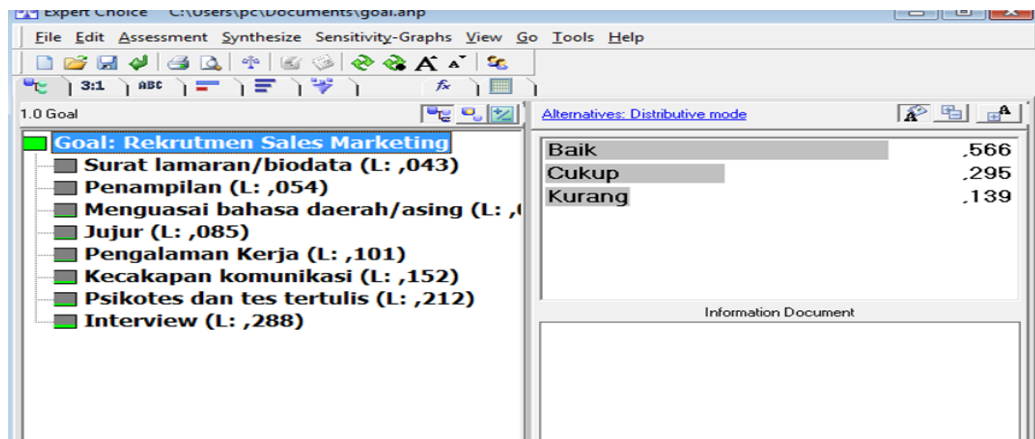 Expert Choice C:\Users\pc\Documents\goal.ahp
File Edit Assessment Synthesize Sensitivity-Graphs View Go Tools Help
3:1 ABC fx
1.0 Goal
Goal: Rekrutmen Sales Marketing
Surat lamaran/biodata (L: ,043)
Penampilan (L: ,054)
Menguasai bahasa daerah/asing (L:
Jujur (L: ,085)
Pengalaman Kerja (L: ,101)
Kecakapan komunikasi (L: ,152)
Psikotes dan tes tertulis (L: ,212)
Interview (L: ,288)
Alternatives: Distributive mode
Baik ,566
Cukup ,295
Kurang ,139
Information Document